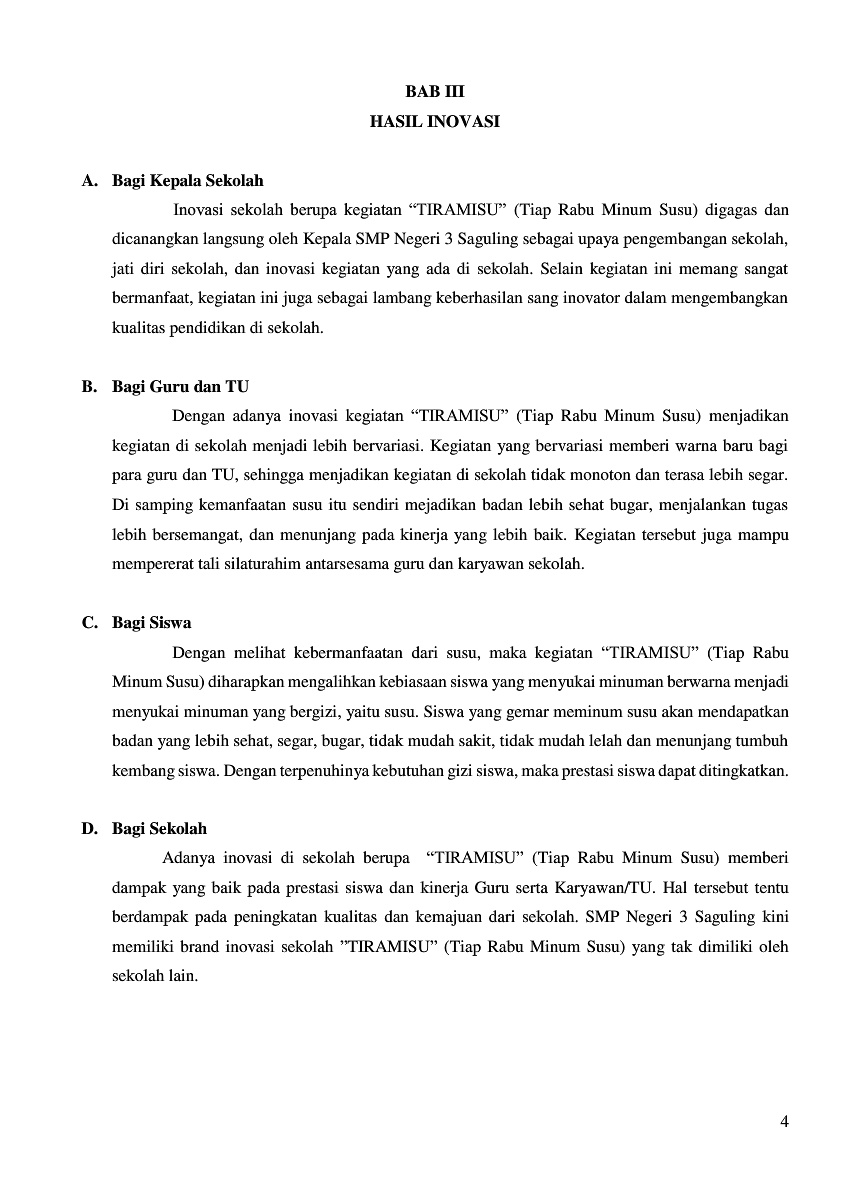 BAB III
HASIL INOVASI
A. Bagi Kepala Sekolah
Inovasi sekolah berupa kegiatan “TIRAMISU” (Tiap Rabu Minum Susu) digagas dan
dicanangkan langsung oleh Kepala SMP Negeri 3 Saguling sebagai upaya pengembangan sekolah,
jati diri sekolah, dan inovasi kegiatan yang ada di sekolah. Selain kegiatan ini memang sangat
bermanfaat, kegiatan ini juga sebagai lambang keberhasilan sang inovator dalam mengembangkan
kualitas pendidikan di sekolah.
B. Bagi Guru dan TU
Dengan adanya inovasi kegiatan “TIRAMISU” (Tiap Rabu Minum Susu) menjadikan
kegiatan di sekolah menjadi lebih bervariasi. Kegiatan yang bervariasi memberi warna baru bagi
para guru dan TU, sehingga menjadikan kegiatan di sekolah tidak monoton dan terasa lebih segar.
Di samping kemanfaatan susu itu sendiri mejadikan badan lebih sehat bugar, menjalankan tugas
lebih bersemangat, dan menunjang pada kinerja yang lebih baik. Kegiatan tersebut juga mampu
mempererat tali silaturahim antarsesama guru dan karyawan sekolah.
C. Bagi Siswa
Dengan melihat kebermanfaatan dari susu, maka kegiatan “TIRAMISU” (Tiap Rabu
Minum Susu) diharapkan mengalihkan kebiasaan siswa yang menyukai minuman berwarna menjadi
menyukai minuman yang bergizi, yaitu susu. Siswa yang gemar meminum susu akan mendapatkan
badan yang lebih sehat, segar, bugar, tidak mudah sakit, tidak mudah lelah dan menunjang tumbuh
kembang siswa. Dengan terpenuhinya kebutuhan gizi siswa, maka prestasi siswa dapat ditingkatkan.
D. Bagi Sekolah
Adanya inovasi di sekolah berupa “TIRAMISU” (Tiap Rabu Minum Susu) memberi
dampak yang baik pada prestasi siswa dan kinerja Guru serta Karyawan/TU. Hal tersebut tentu
berdampak pada peningkatan kualitas dan kemajuan dari sekolah. SMP Negeri 3 Saguling kini
memiliki brand inovasi sekolah ”TIRAMISU” (Tiap Rabu Minum Susu) yang tak dimiliki oleh
sekolah lain.
4